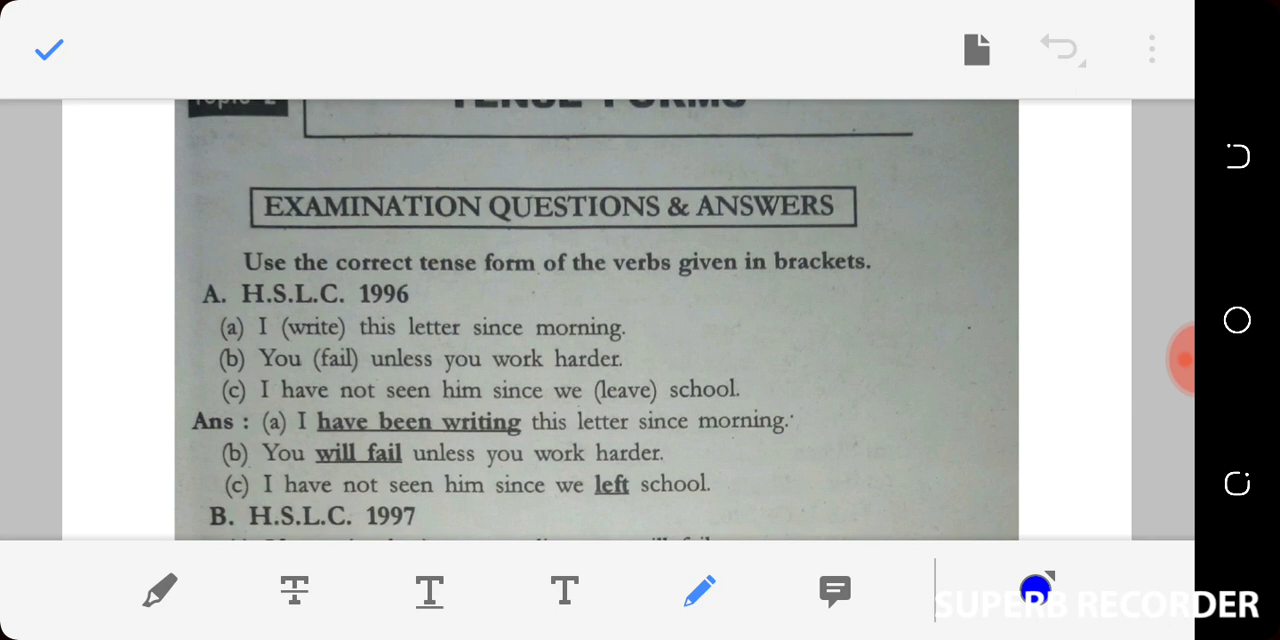 TENSE FORMS
EXAMINATION QUESTIONS & ANSWERS
Use the correct tense form of the verbs given in brackets.
A. H.S.L.C. 1996
(a) I (write) this letter since morning.
(b) You (fail) unless you work harder.
(c) I have not seen him since we (leave) school.
Ans : (a) I have been writing this letter since morning.
(b) You will fail unless you work harder.
(c) I have not seen him since we left school.
B. H.S.L.C. 1997
SUPERB RECORDER